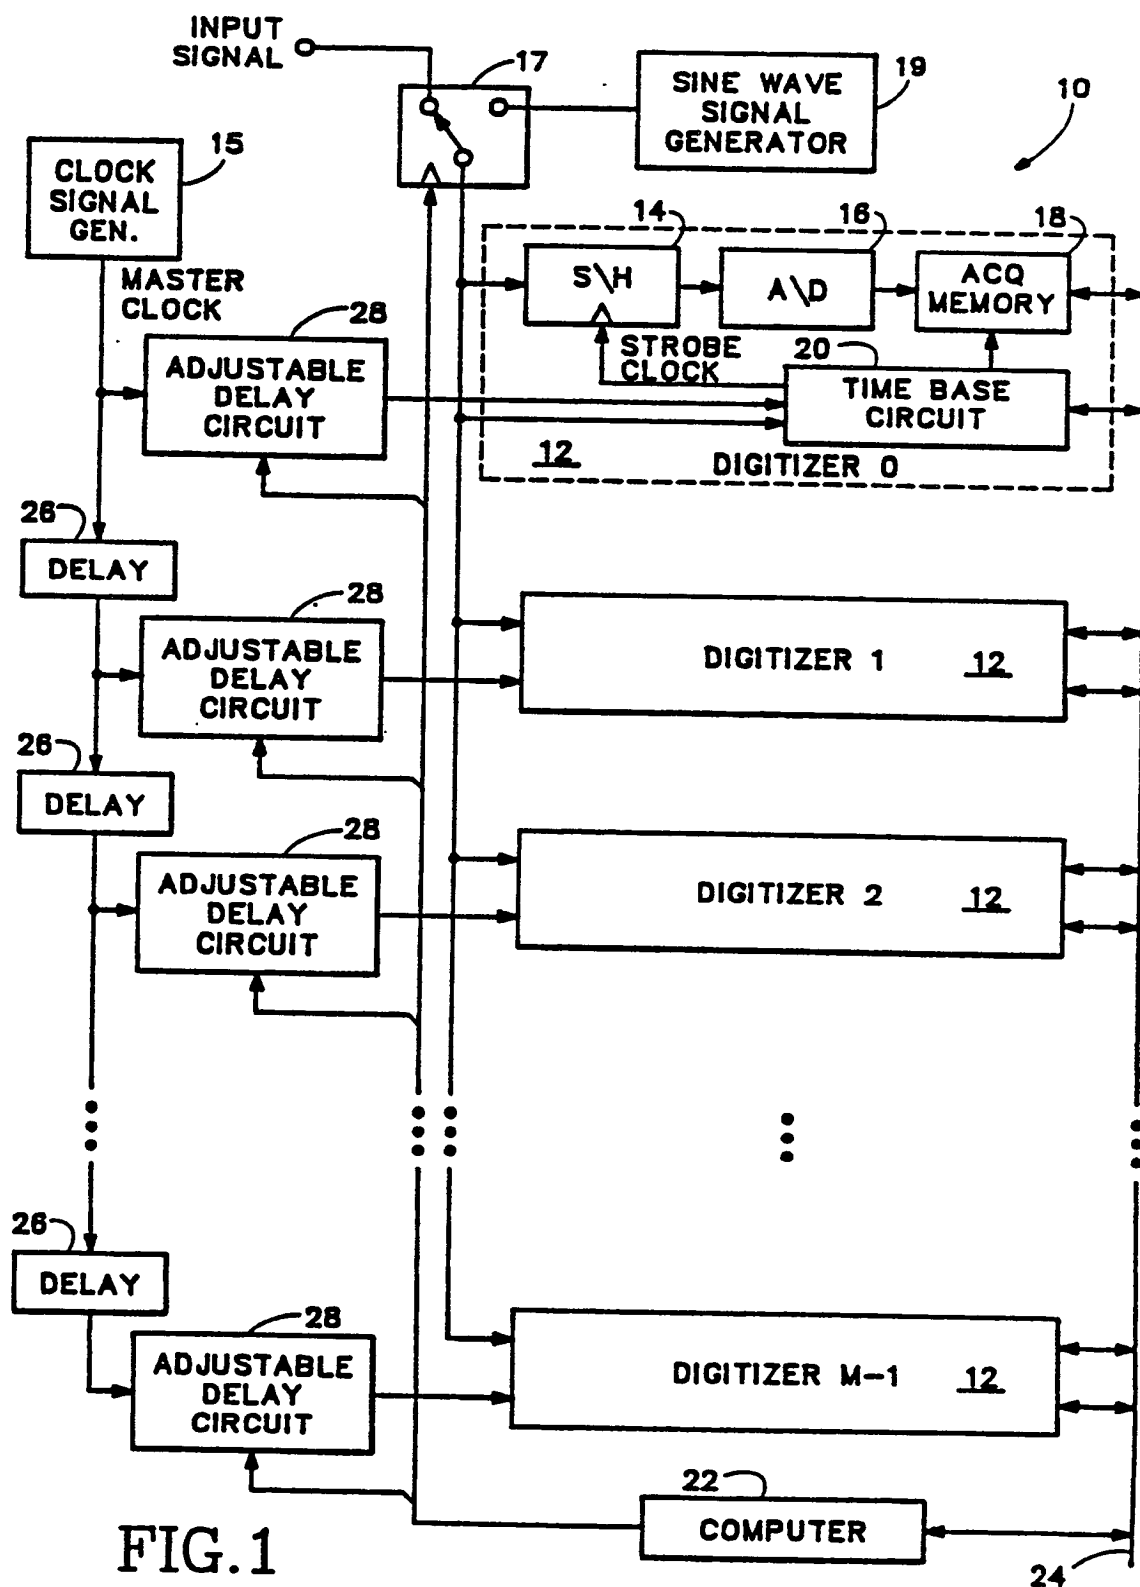 INPUT
SIGNAL
17
SINE WAVE
SIGNAL
GENERATOR
19
10
15
CLOCK
SIGNAL
GEN.
MASTER
CLOCK
14
16
18
S\H
A\D
ACQ
MEMORY
28
ADJUSTABLE
DELAY
CIRCUIT
STROBE
CLOCK
20
TIME BASE
CIRCUIT
12
DIGITIZER 0
26
DELAY
28
ADJUSTABLE
DELAY
CIRCUIT
DIGITIZER 1
12
26
DELAY
28
ADJUSTABLE
DELAY
CIRCUIT
DIGITIZER 2
12
26
DELAY
28
ADJUSTABLE
DELAY
CIRCUIT
DIGITIZER M-1
12
22
COMPUTER
24
FIG.1